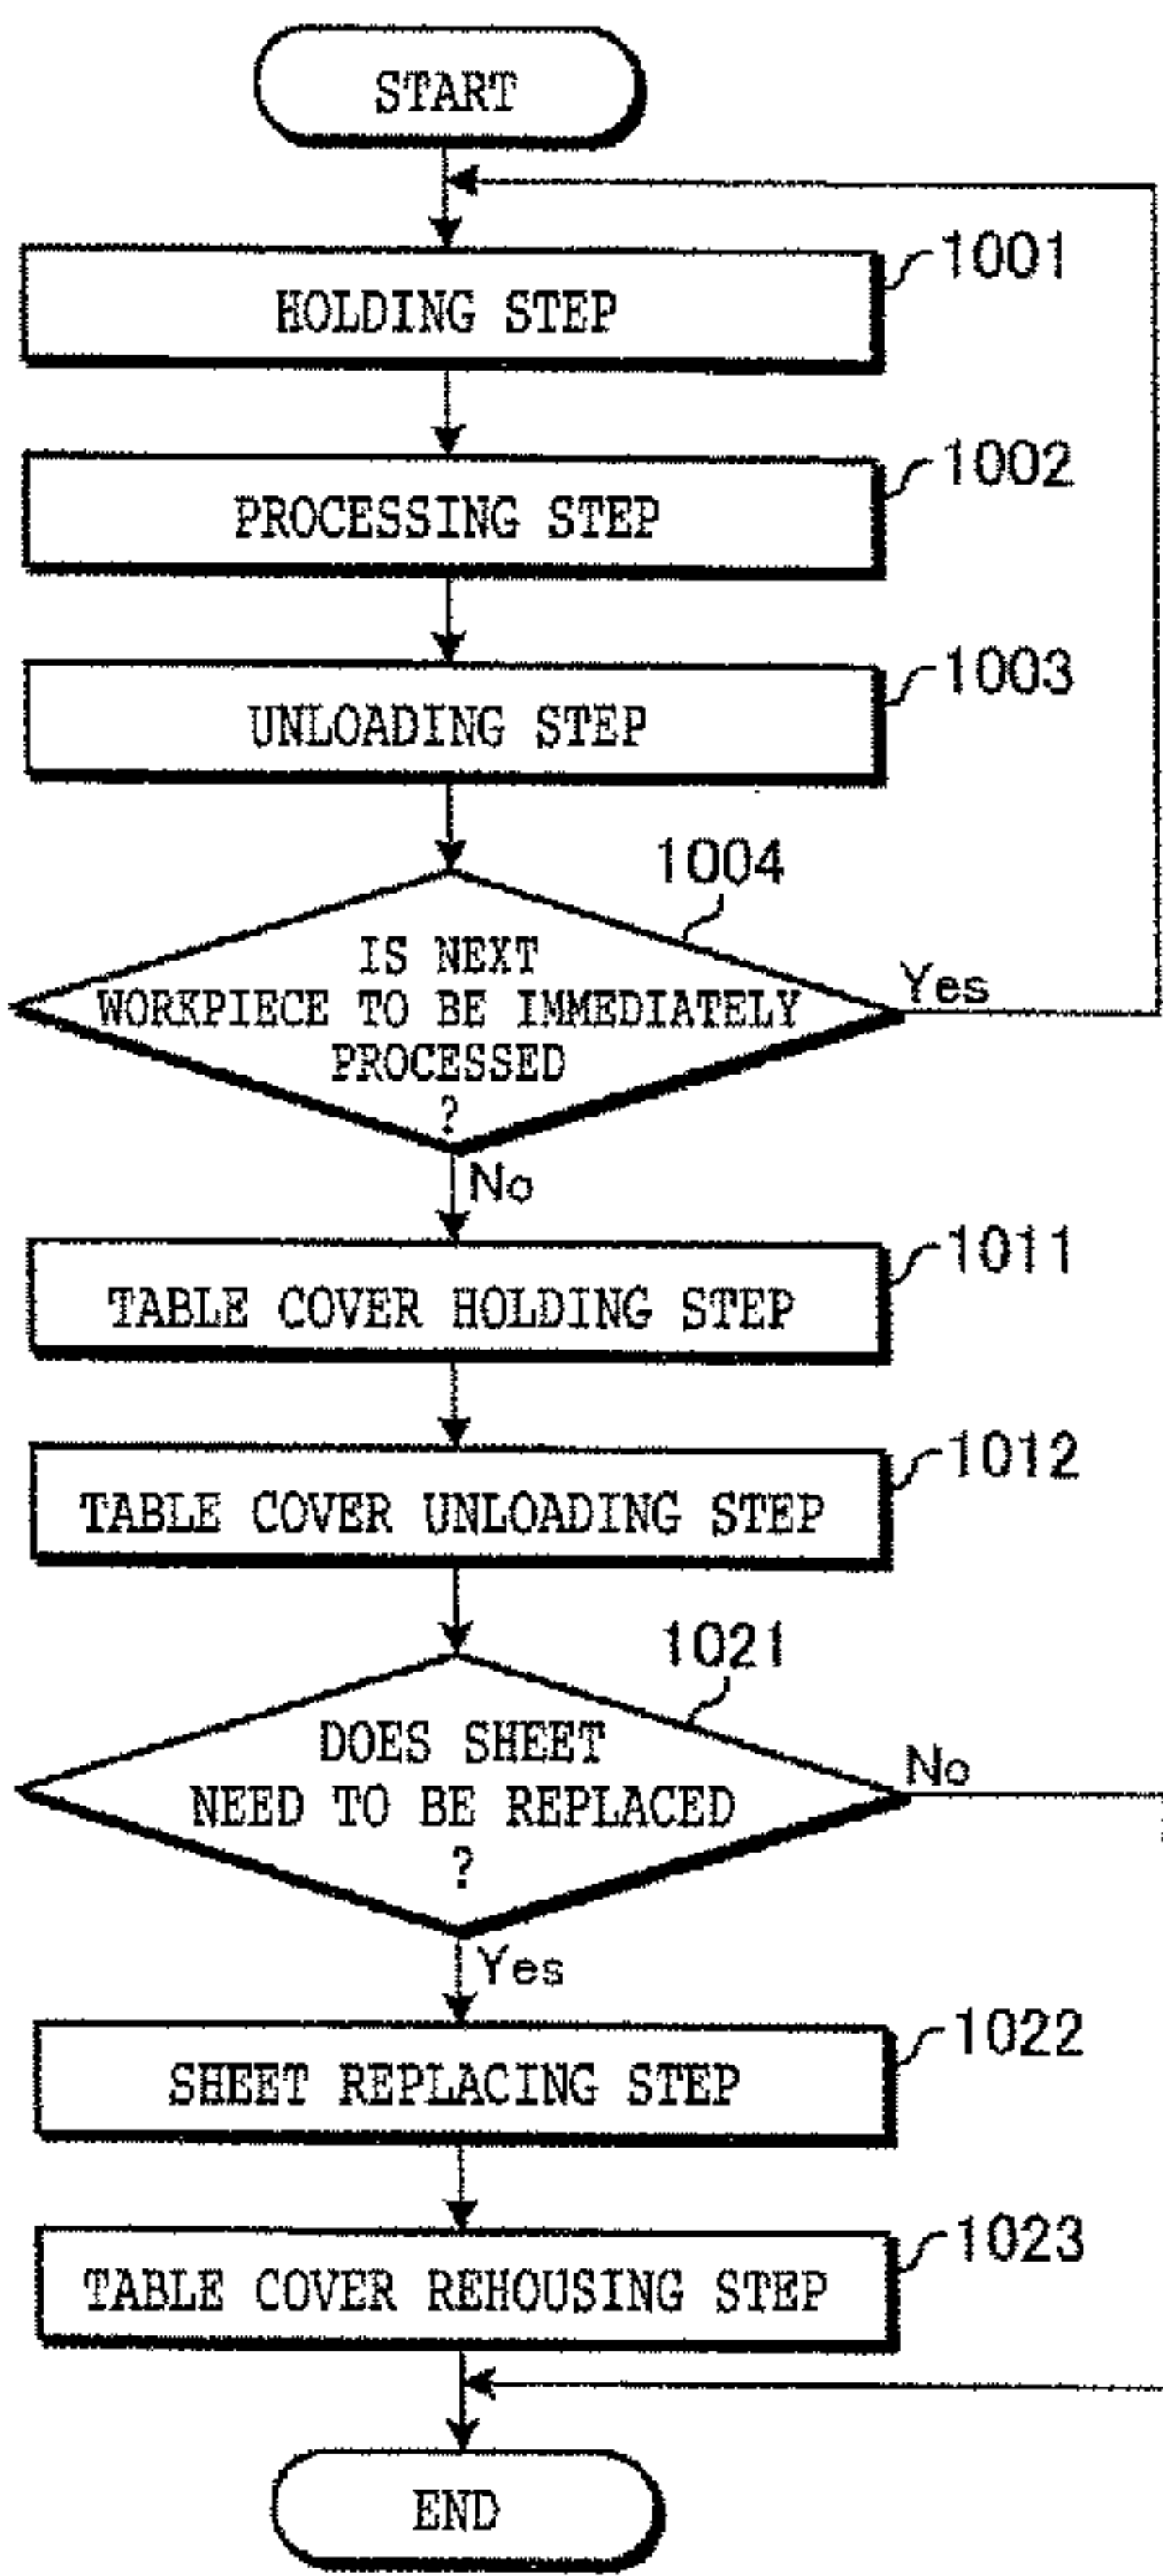 START
1001
HOLDING STEP
1002
PROCESSING STEP
1003
UNLOADING STEP
1004
IS NEXT
WORKPIECE TO BE IMMEDIATELY
PROCESSED
?
Yes
No
1011
TABLE COVER HOLDING STEP
1012
TABLE COVER UNLOADING STEP
1021
DOES SHEET
NEED TO BE REPLACED
?
No
Yes
1022
SHEET REPLACING STEP
1023
TABLE COVER REHOUSING STEP
END